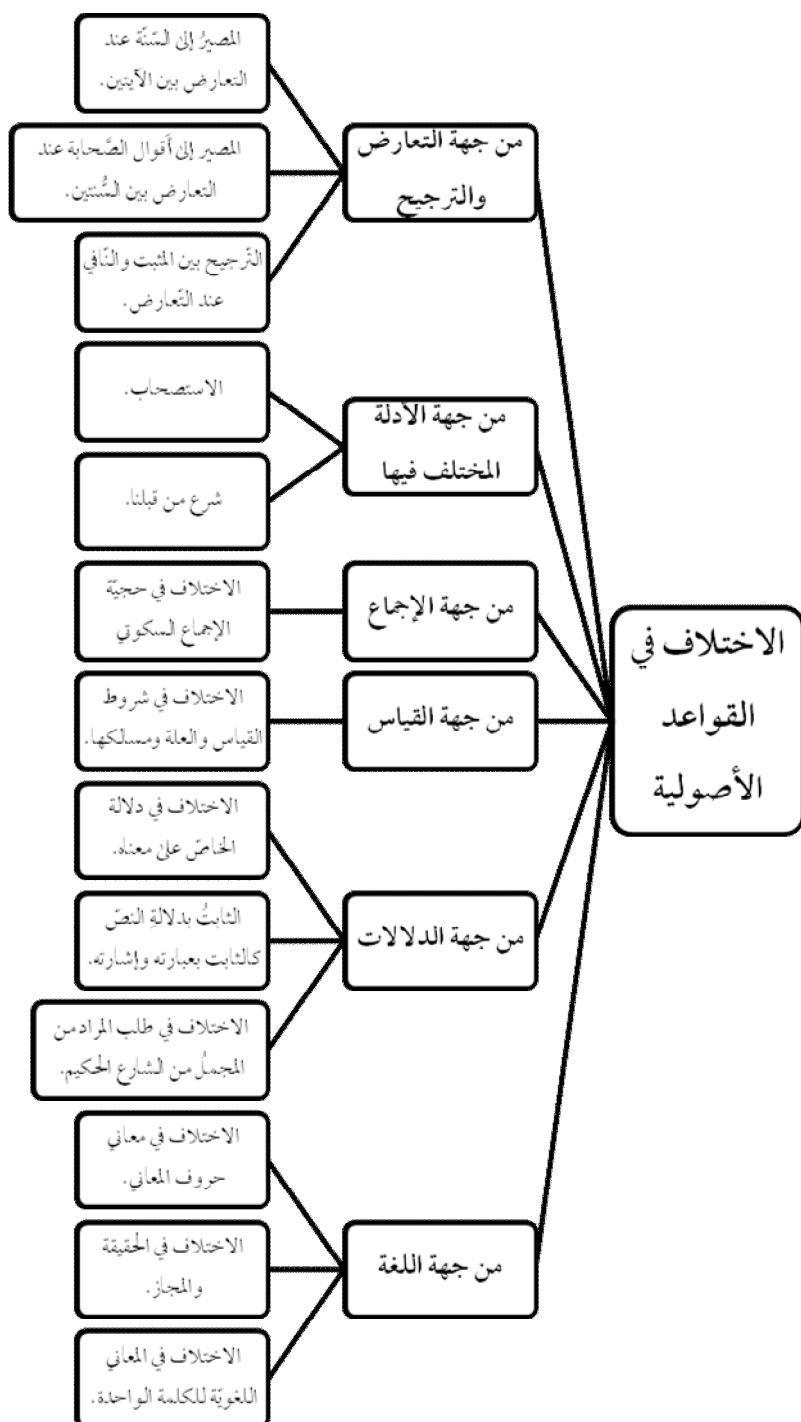 الاختلاف في
القواعد
الأصولية
من جهة التعارض
والترجيح
المصيرُ إلى السّنّة عند
التعارض بين الآيتين.
المصير إلى أقوال الصَّحابة عند
التعارض بين السُّنتين.
التّرجيح بين المثبت والنّافي
عند التّعارض.
من جهة الأدلة
المختلف فيها
الاستصحاب.
شرع من قبلنا.
من جهة الإجماع
الاختلاف في حجيّة
الإجماع السكوتي
من جهة القياس
الاختلاف في شروط
القياس والعلة ومسالكها.
من جهة الدلالات
الاختلاف في دلالة
الخاصّ على معناه.
الثابتُ بدلالةِ النصّ
كالثابت بعبارته وإشارته.
الاختلاف في طلب المراد من
المجملُ من الشارع الحكيم.
من جهة اللغة
الاختلاف في معاني
حروف المعاني.
الاختلاف في الحقيقة
والمجاز.
الاختلاف في المعاني
اللغويّة للكلمة الواحدة.